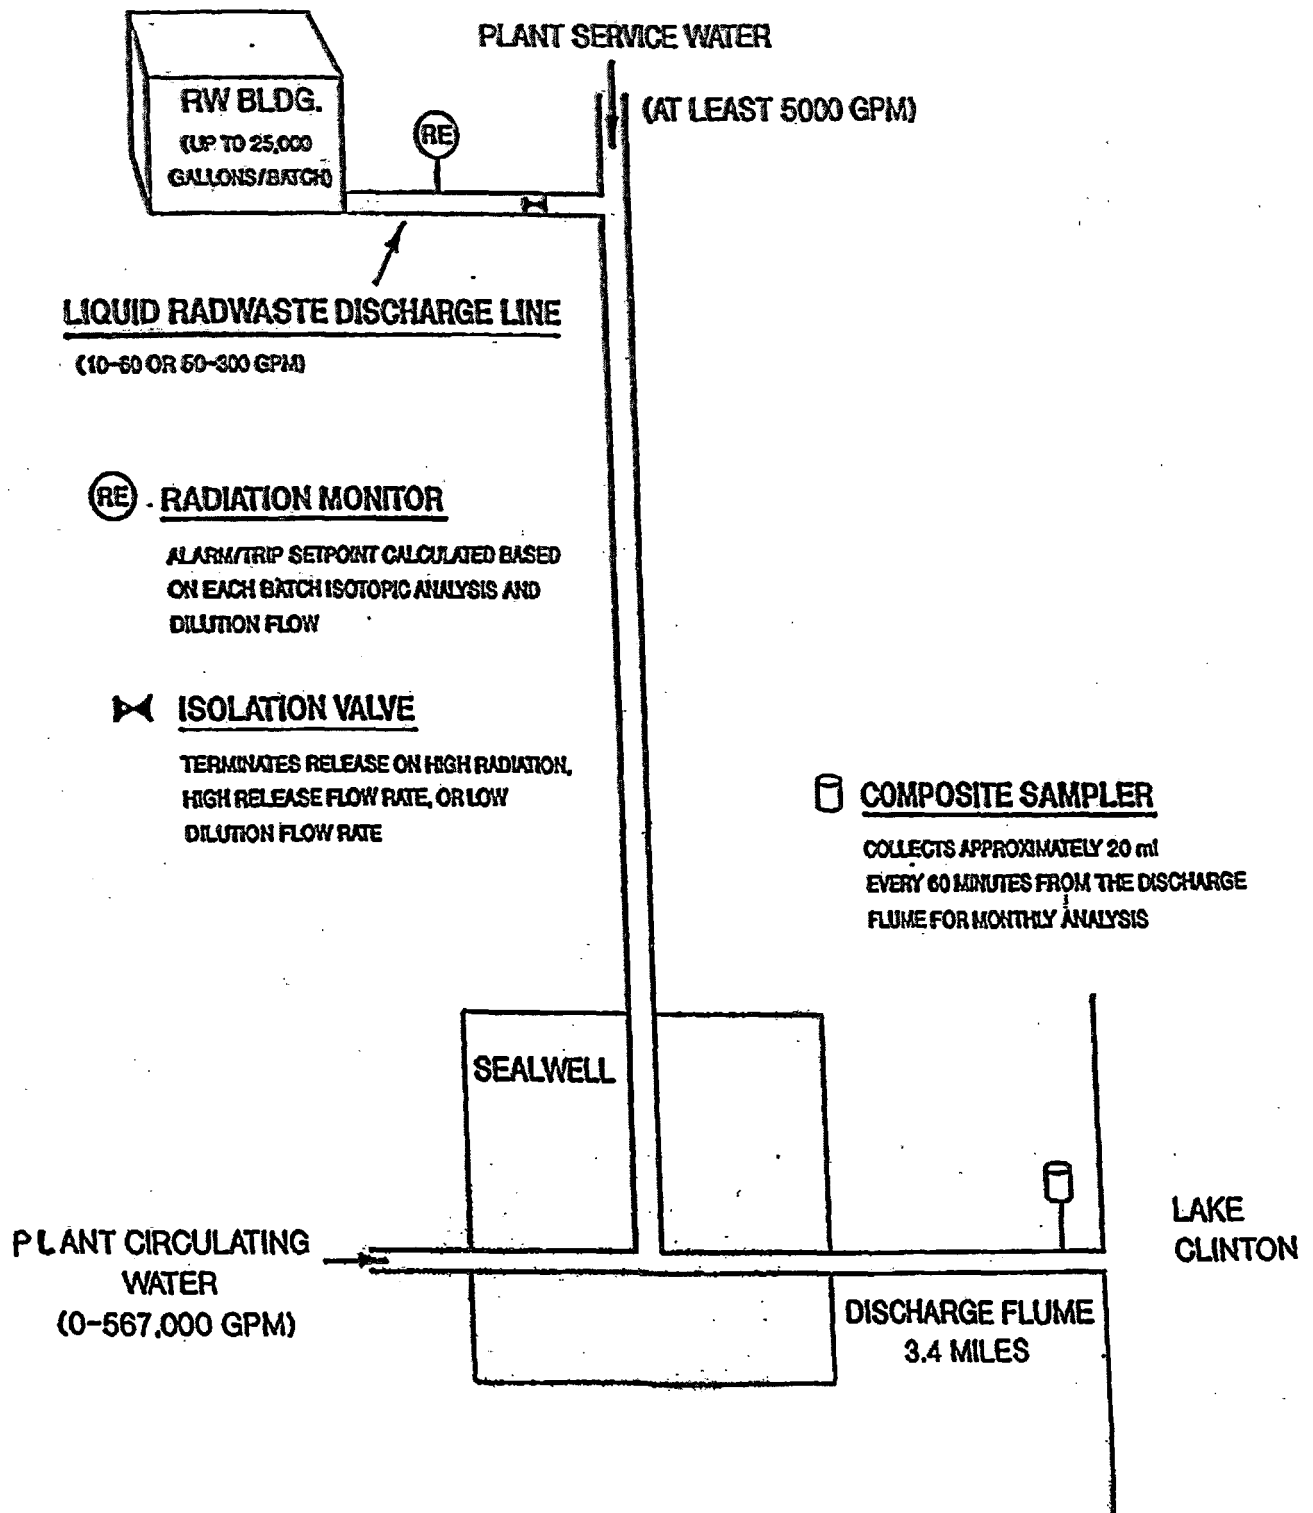 PLANT SERVICE WATER
(AT LEAST 5000 GPM)
RW BLDG.
(UP TO 25,000
GALLONS/BATCH)
RE
LIQUID RADWASTE DISCHARGE LINE
(10-60 OR 50-300 GPM)
RE
RADIATION MONITOR
ALARM/TRIP SETPOINT CALCULATED BASED
ON EACH BATCH ISOTOPIC ANALYSIS AND
DILUTION FLOW
ISOLATION VALVE
TERMINATES RELEASE ON HIGH RADIATION,
HIGH RELEASE FLOW RATE, OR LOW
DILUTION FLOW RATE
COMPOSITE SAMPLER
COLLECTS APPROXIMATELY 20 ml
EVERY 60 MINUTES FROM THE DISCHARGE
FLUME FOR MONTHLY ANALYSIS
SEALWELL
PLANT CIRCULATING
WATER
(0-567,000 GPM)
LAKE
CLINTON
DISCHARGE FLUME
3.4 MILES